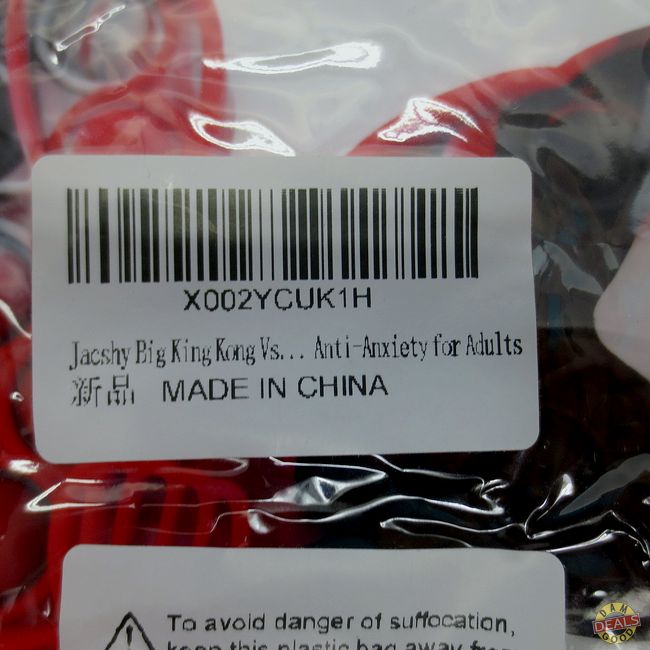 X002YCUK1H
Jacshy Big King Kong Vs... Anti-Anxiety for Adults
新品 MADE IN CHINA
To avoid danger of suffocation,
keep this plastic bag away from
DAM
DEALS
GOOD